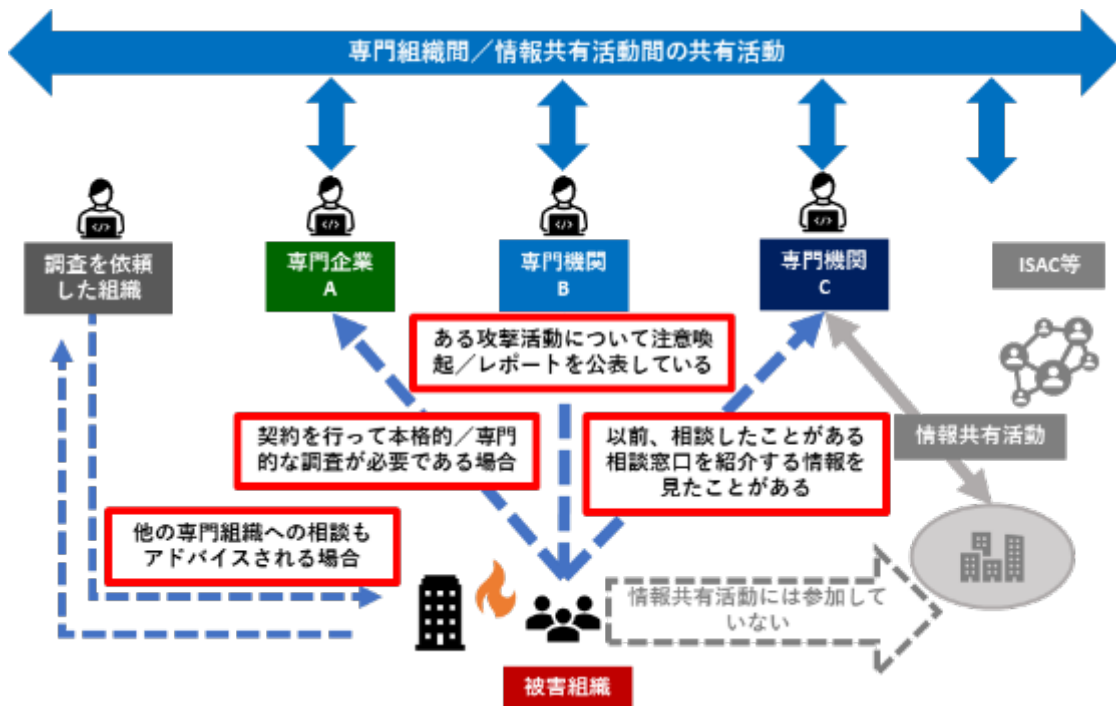 専門組織間／情報共有活動間の共有活動
調査を依頼
した組織
専門企業
A
専門機関
B
専門機関
C
ISAC等
ある攻撃活動について注意喚
起／レポートを公表している
契約を行って本格的／専門
的な調査が必要である場合
以前、相談したことがある
相談窓口を紹介する情報を
見たことがある
情報共有活動
他の専門組織への相談も
アドバイスされる場合
情報共有活動には参加して
いない
被害組織